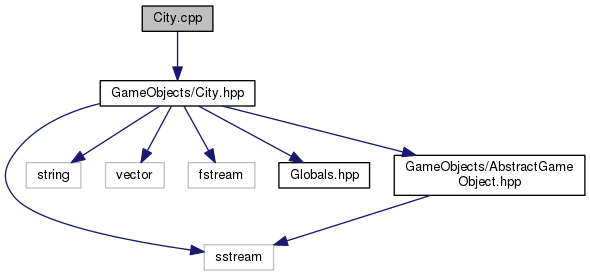 City.cpp
GameObjects/City.hpp
string
vector
fstream
Globals.hpp
GameObjects/AbstractGame
Object.hpp
sstream